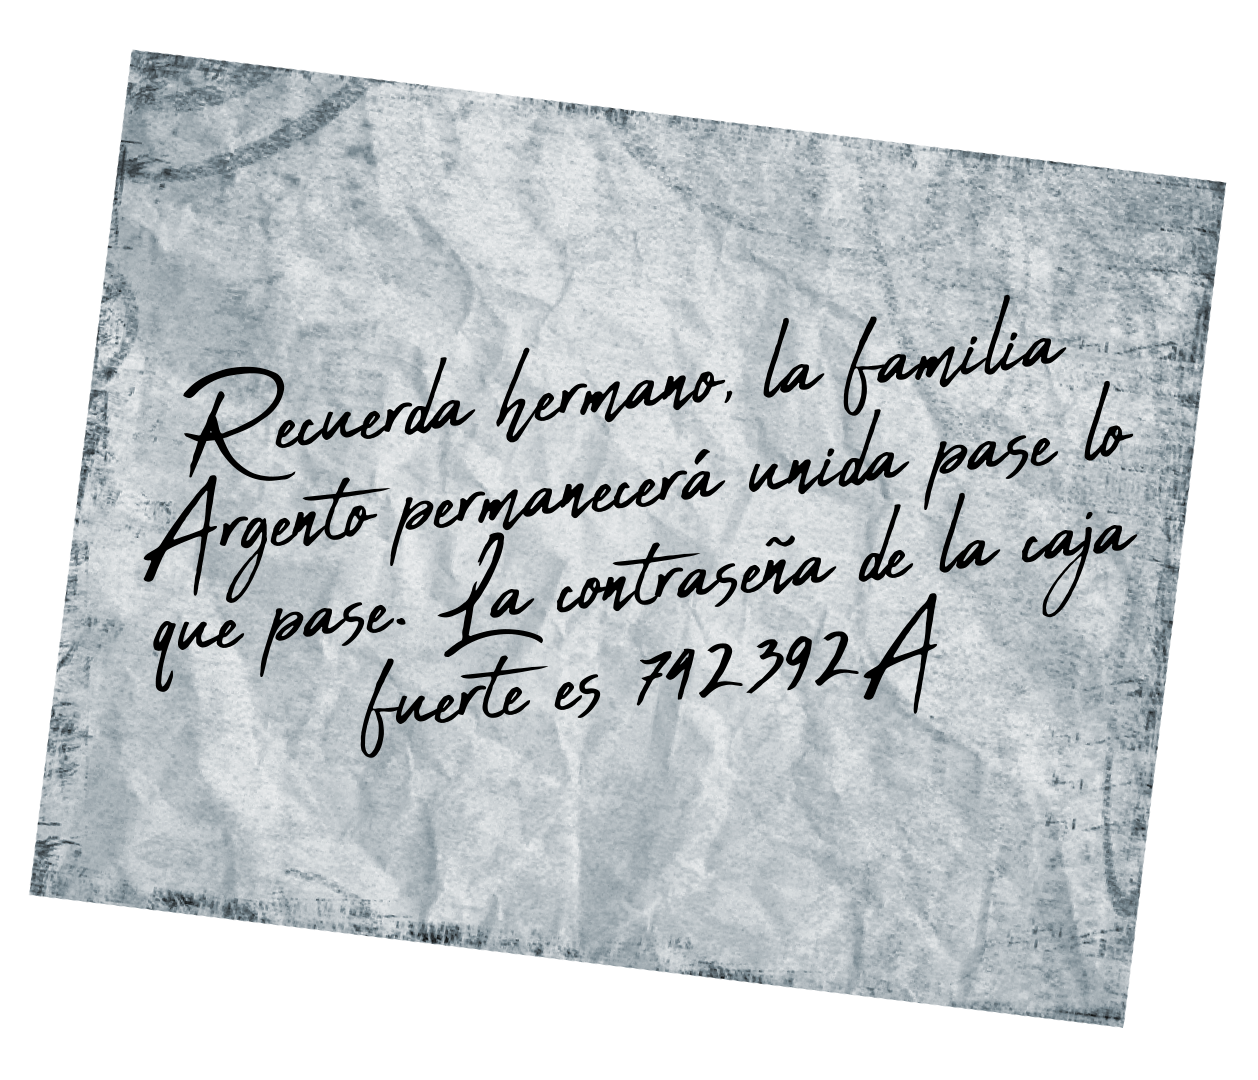 Recuerda hermano, la familia
Argento permanecerá unida pase lo
que pase. La contraseña de la caja
fuerte es 792392A